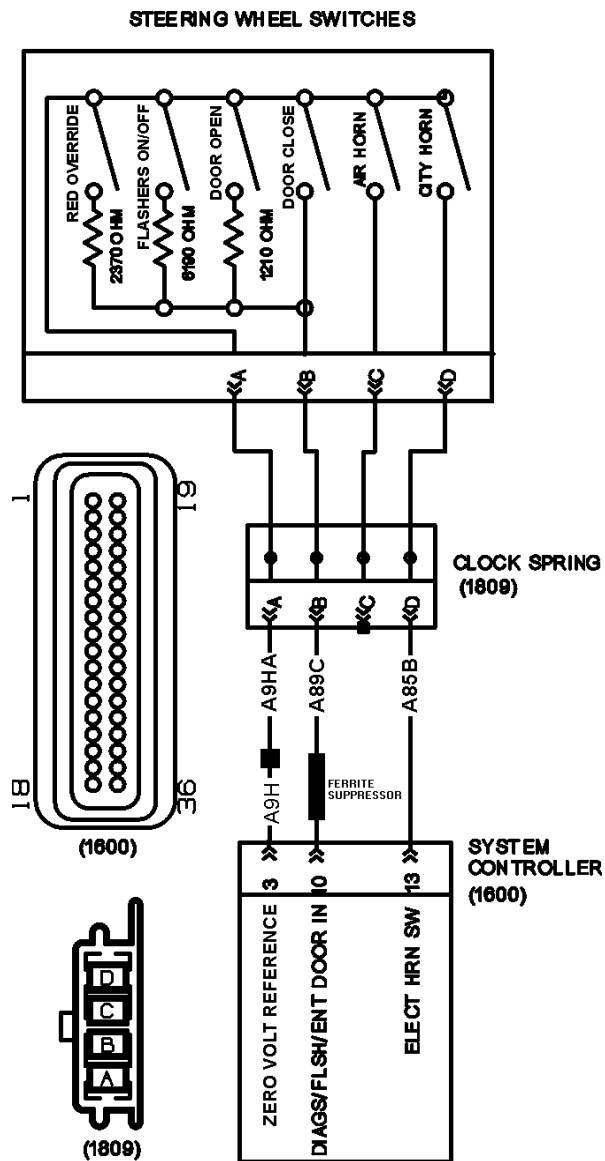 STEERING WHEEL SWITCHES
RED OVERRIDE
2370 OHM
FLASHERS ON/OFF
6190 OHM
DOOR OPEN
1210 OHM
DOOR CLOSE
AIR HORN
CITY HORN
A
B
C
D
1
19
18
36
(1600)
CLOCK SPRING
(1809)
A
B
C
D
A9HA
A89C
A85B
A9H
FERRITE
SUPPRESSOR
SYSTEM
CONTROLLER
(1600)
3
10
13
ZERO VOLT REFERENCE
DIAGS/FLSH/ENT DOOR IN
ELECT HRN SW
D
C
B
A
(1809)